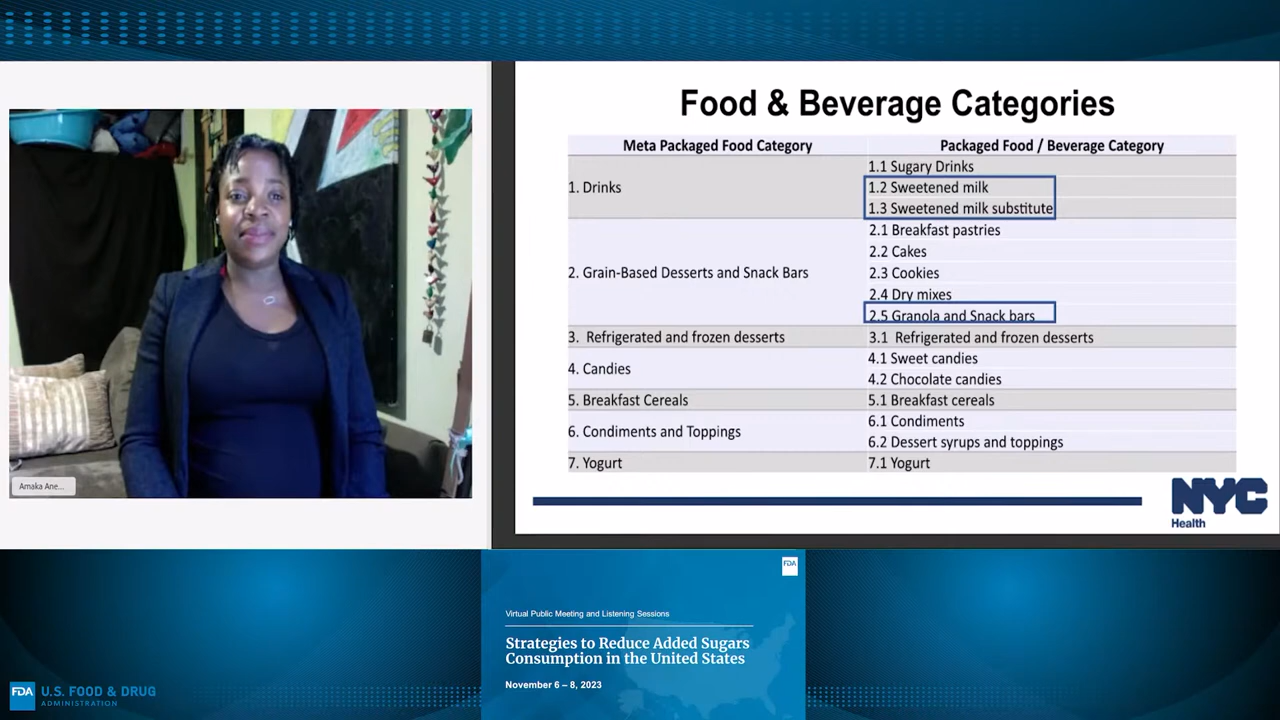 Food & Beverage Categories
Meta Packaged Food Category
Packaged Food / Beverage Category
1. Drinks
1.1 Sugary Drinks
1.2 Sweetened milk
1.3 Sweetened milk substitute
2. Grain-Based Desserts and Snack Bars
2.1 Breakfast pastries
2.2 Cakes
2.3 Cookies
2.4 Dry mixes
2.5 Granola and Snack bars
3. Refrigerated and frozen desserts
3.1 Refrigerated and frozen desserts
4. Candies
4.1 Sweet candies
4.2 Chocolate candies
5. Breakfast Cereals
5.1 Breakfast cereals
6. Condiments and Toppings
6.1 Condiments
6.2 Dessert syrups and toppings
7. Yogurt
7.1 Yogurt
NYC
Health
Amaka Ane...
FDA
Virtual Public Meeting and Listening Sessions
Strategies to Reduce Added Sugars
Consumption in the United States
November 6 – 8, 2023
FDA U.S. FOOD & DRUG
ADMINISTRATION